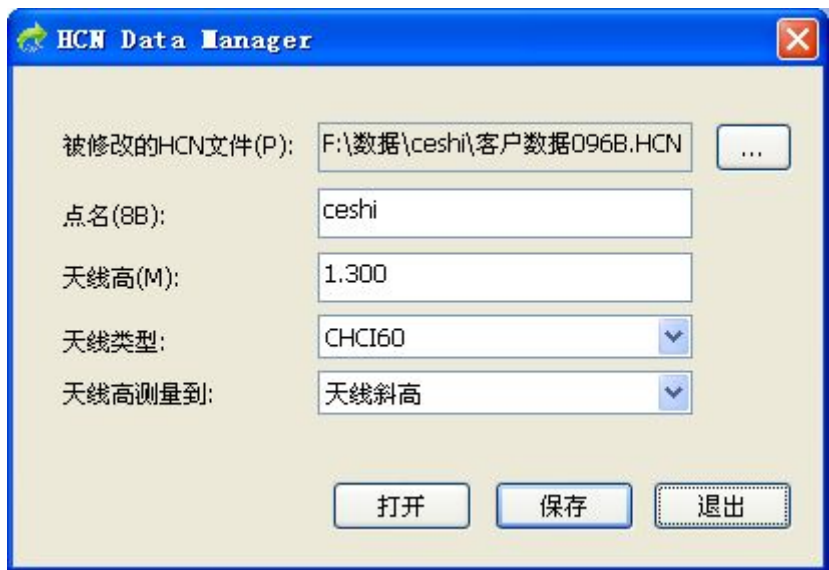 HCN Data Manager
被修改的HCN文件(P): F:\数据\ceshi\客户数据096B.HCN ...
点名(8B): ceshi
天线高(M): 1.300
天线类型: CHCI60
天线高测量到: 天线斜高
打开 保存 退出